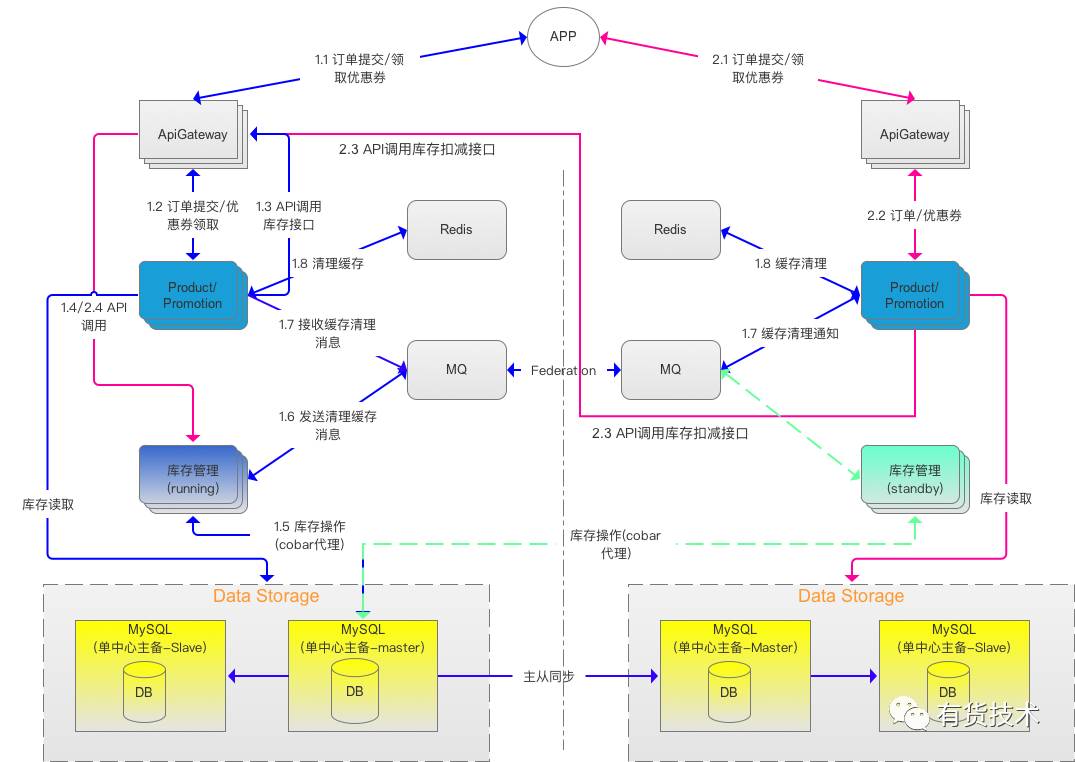 APP
1.1 订单提交/领
取优惠券
2.1 订单提交/领
取优惠券
ApiGateway
ApiGateway
2.3 API调用库存扣减接口
1.2 订单提交/优
惠券领取
1.3 API调用
库存接口
2.2 订单/优惠券
Redis
Redis
1.8 清理缓存
1.8 缓存清理
Product/
Promotion
Product/
Promotion
1.4/2.4 API
调用
1.7 接收缓存清理
消息
1.7 缓存清理通知
MQ
Federation
MQ
1.6 发送清理缓存
消息
2.3 API调用库存扣减接口
库存管理
(running)
库存管理
(standby)
库存读取
库存读取
1.5 库存操作
(cobar代理)
库存操作(cobar
代理)
Data Storage
Data Storage
MySQL
(单中心主备-Slave)
DB
MySQL
(单中心主备-master)
DB
主从同步
MySQL
(单中心主备-Master)
DB
MySQL
(单中心主备-Slave)
DB
有货技术